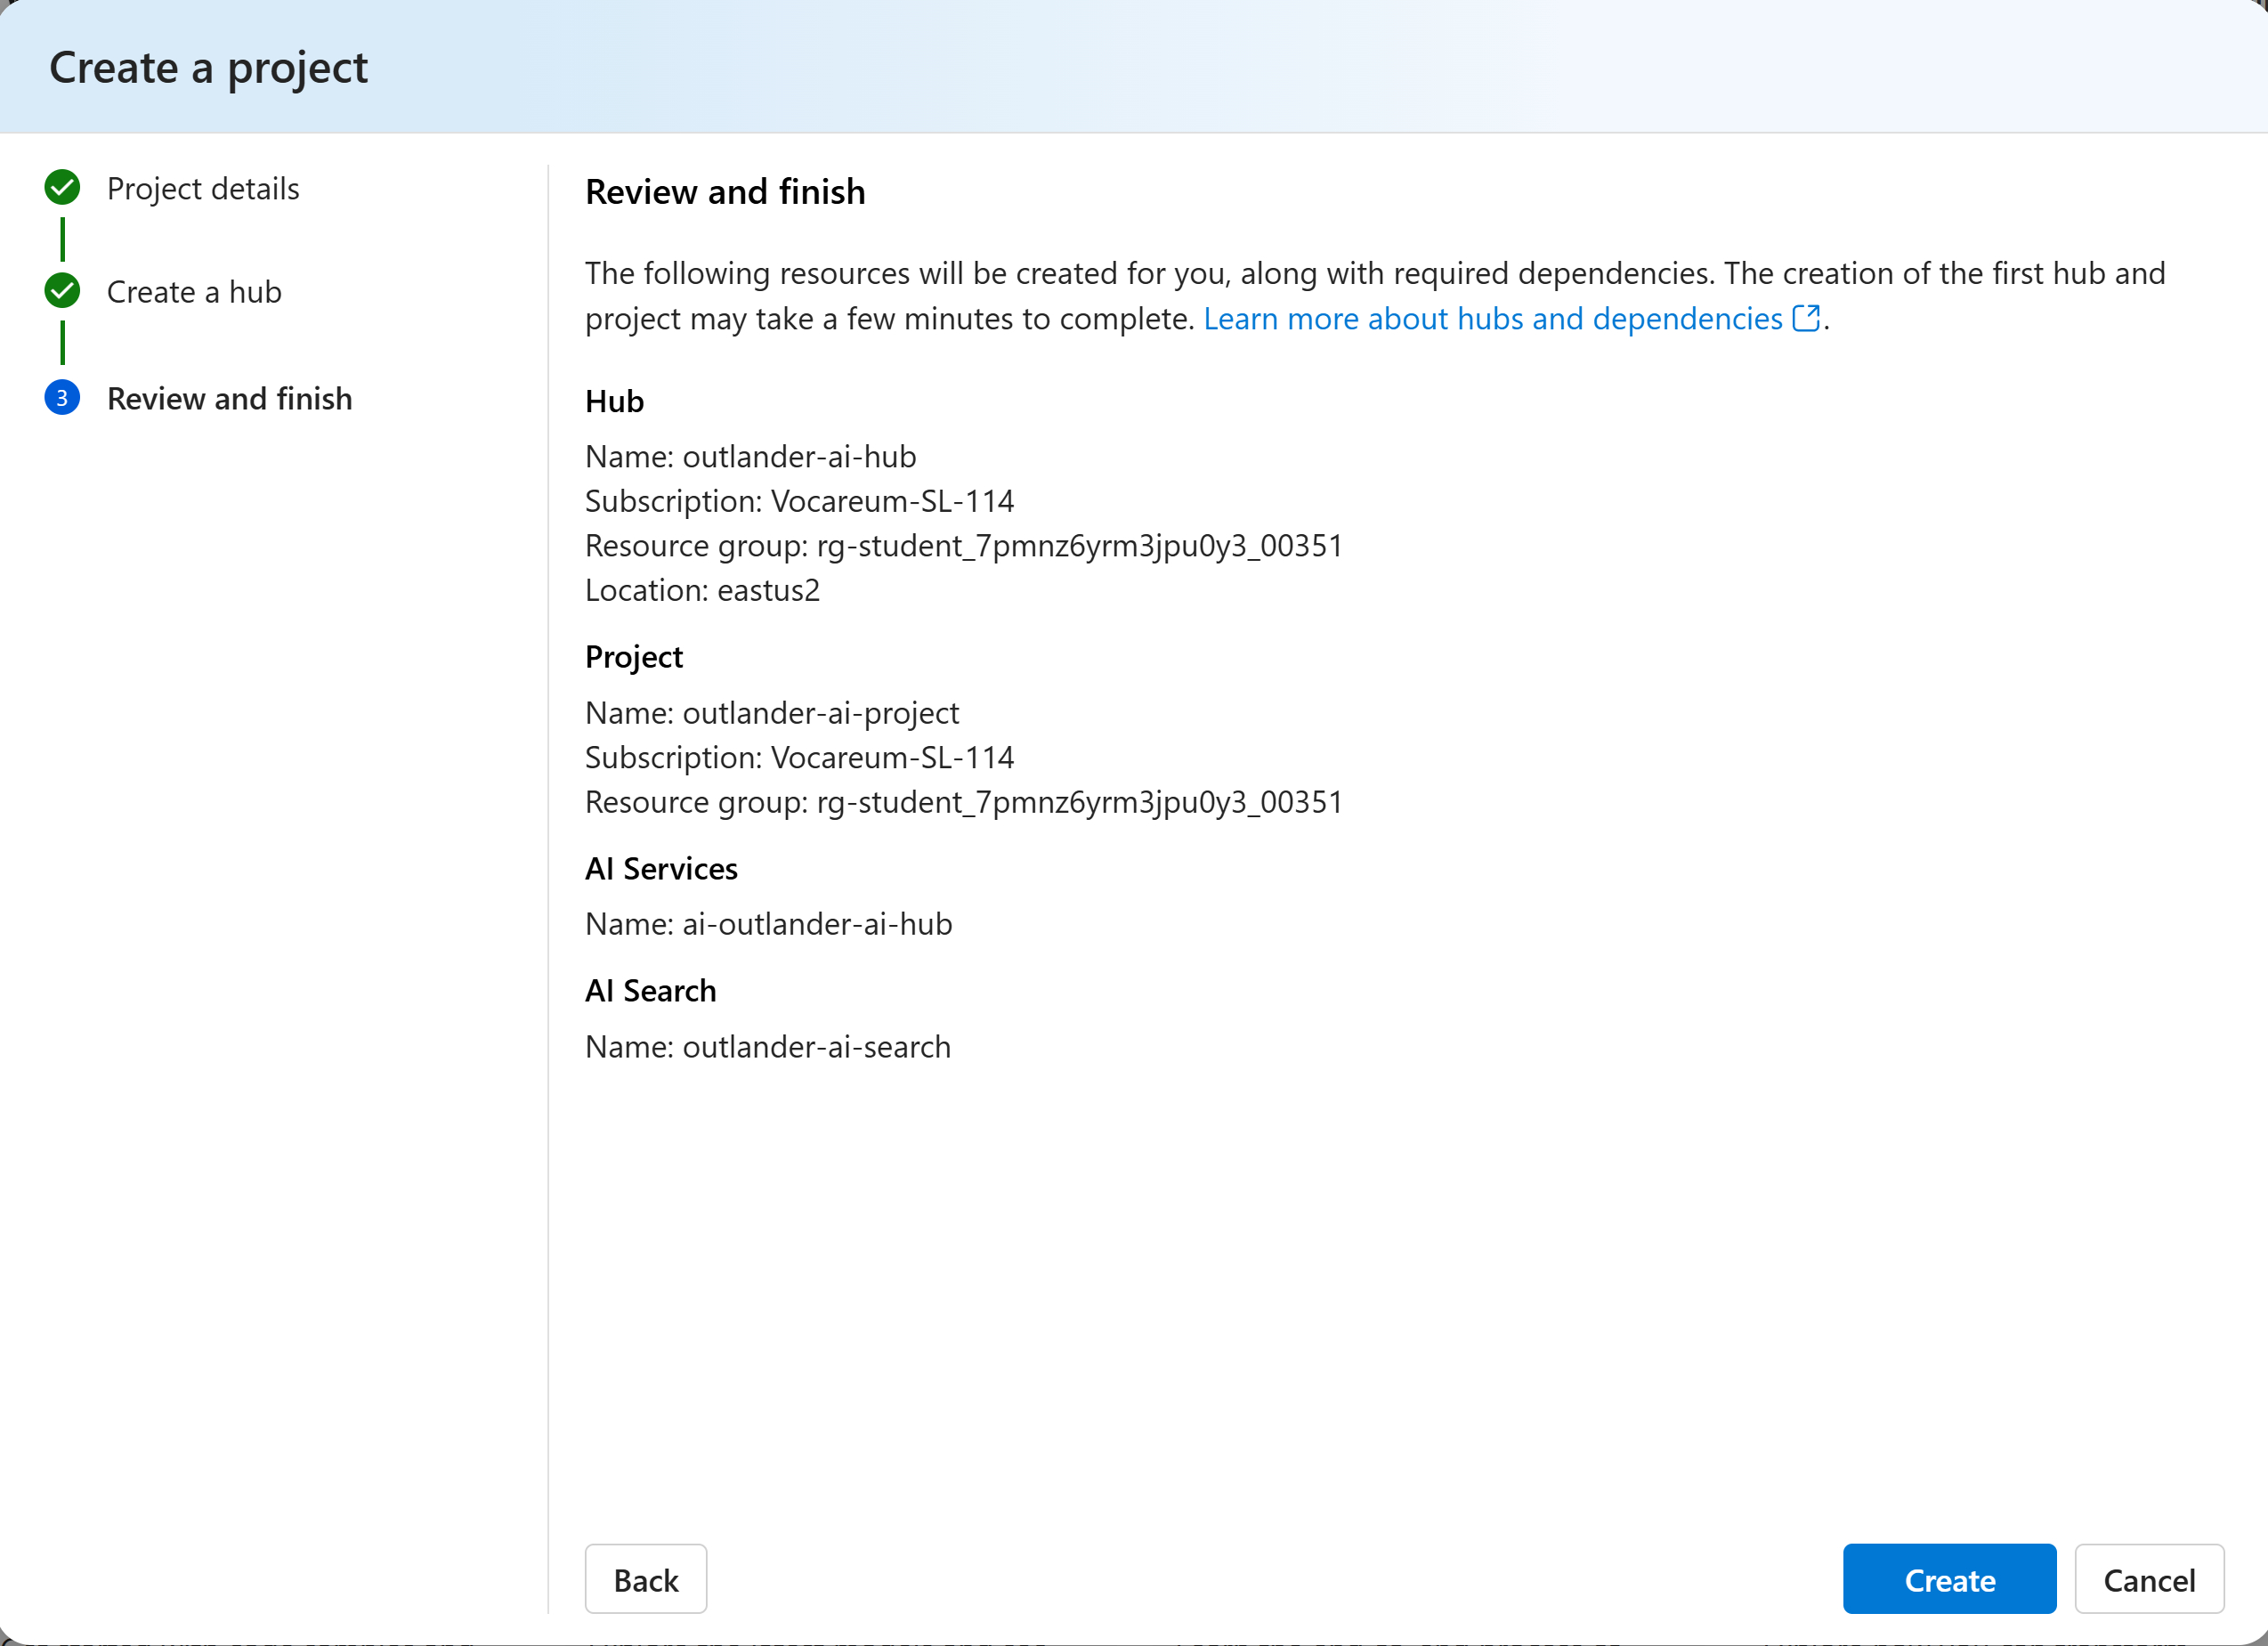 Create a project
Project details
Create a hub
3 Review and finish
Review and finish
The following resources will be created for you, along with required dependencies. The creation of the first hub and
project may take a few minutes to complete. Learn more about hubs and dependencies.
Hub
Name: outlander-ai-hub
Subscription: Vocareum-SL-114
Resource group: rg-student_7pmnz6yrm3jpu0y3_00351
Location: eastus2
Project
Name: outlander-ai-project
Subscription: Vocareum-SL-114
Resource group: rg-student_7pmnz6yrm3jpu0y3_00351
AI Services
Name: ai-outlander-ai-hub
AI Search
Name: outlander-ai-search
Back
Create
Cancel